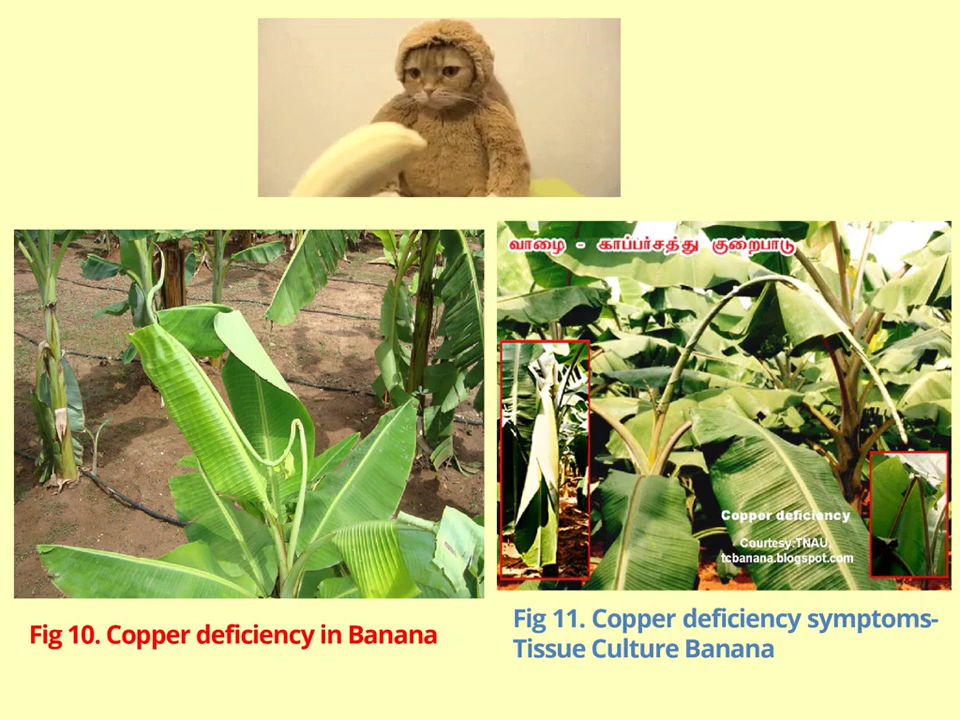 வாழை - காப்பர்சத்து குறைபாடு
Copper deficiency
Courtesy:TNAU,
tcbanana.blogspot.com
Fig 10. Copper deficiency in Banana
Fig 11. Copper deficiency symptoms-
Tissue Culture Banana